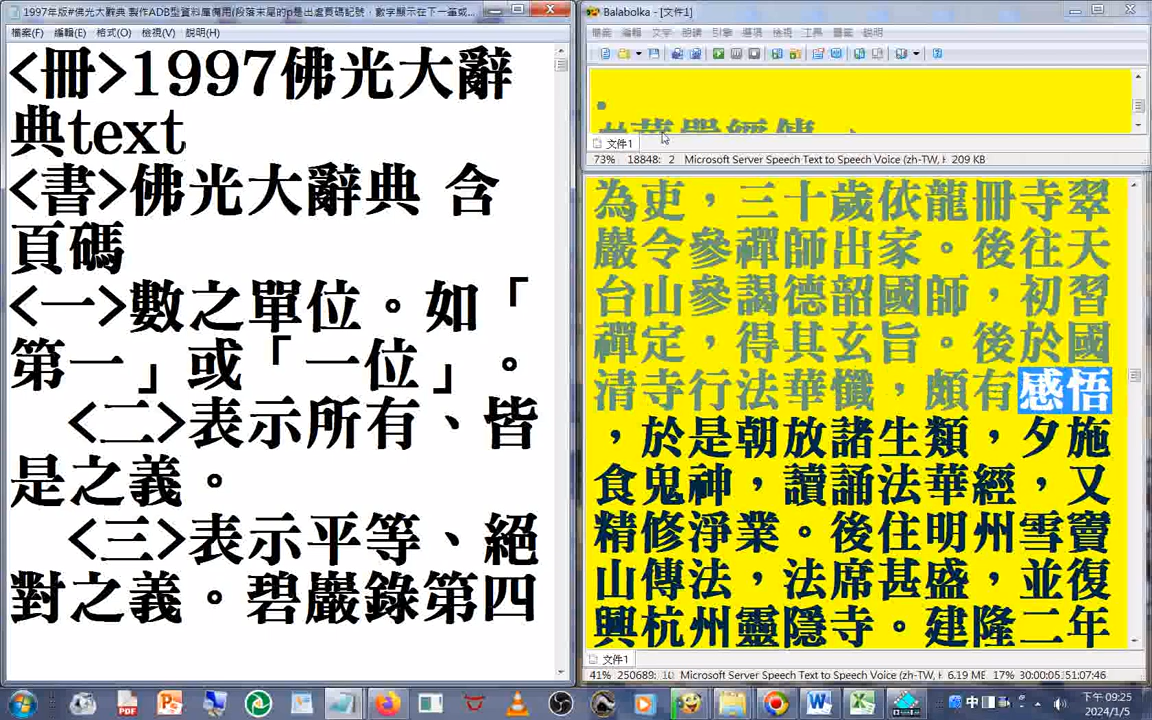 1997年版#佛光大辭典 製作ADB型資料庫備用(段落末尾的p是出處頁碼記號，數字顯示在下一筆或...
檔案(F) 編輯(E) 格式(O) 檢視(V) 說明(H)
<冊>1997佛光大辭
典text
<書>佛光大辭典 含
頁碼
<一>數之單位。如「
第一」或「一位」。
<二>表示所有、皆
是之義。
<三>表示平等、絕
對之義。碧巖錄第四
Balabolka - [文件1]
檔案 編輯 文字 朗讀 引擎 選項 檢視 工具 書籤 說明
#華嚴經傳
文件1
73% 18848: 2 Microsoft Server Speech Text to Speech Voice (zh-TW, H 209 KB
為吏，三十歲依龍冊寺翠
巖令參禪師出家。後往天
台山參謁德韶國師，初習
禪定，得其玄旨。後於國
清寺行法華懺，頗有感悟
，於是朝放諸生類，夕施
食鬼神，讀誦法華經，又
精修淨業。後住明州雪竇
山傳法，法席甚盛，並復
興杭州靈隱寺。建隆二年
文件1
41% 250689: 10 Microsoft Server Speech Text to Speech Voice (zh-TW, H 6.19 ME 17% 30:00:05 51:07:46
PDF
中
下午 09:25
2024/1/5